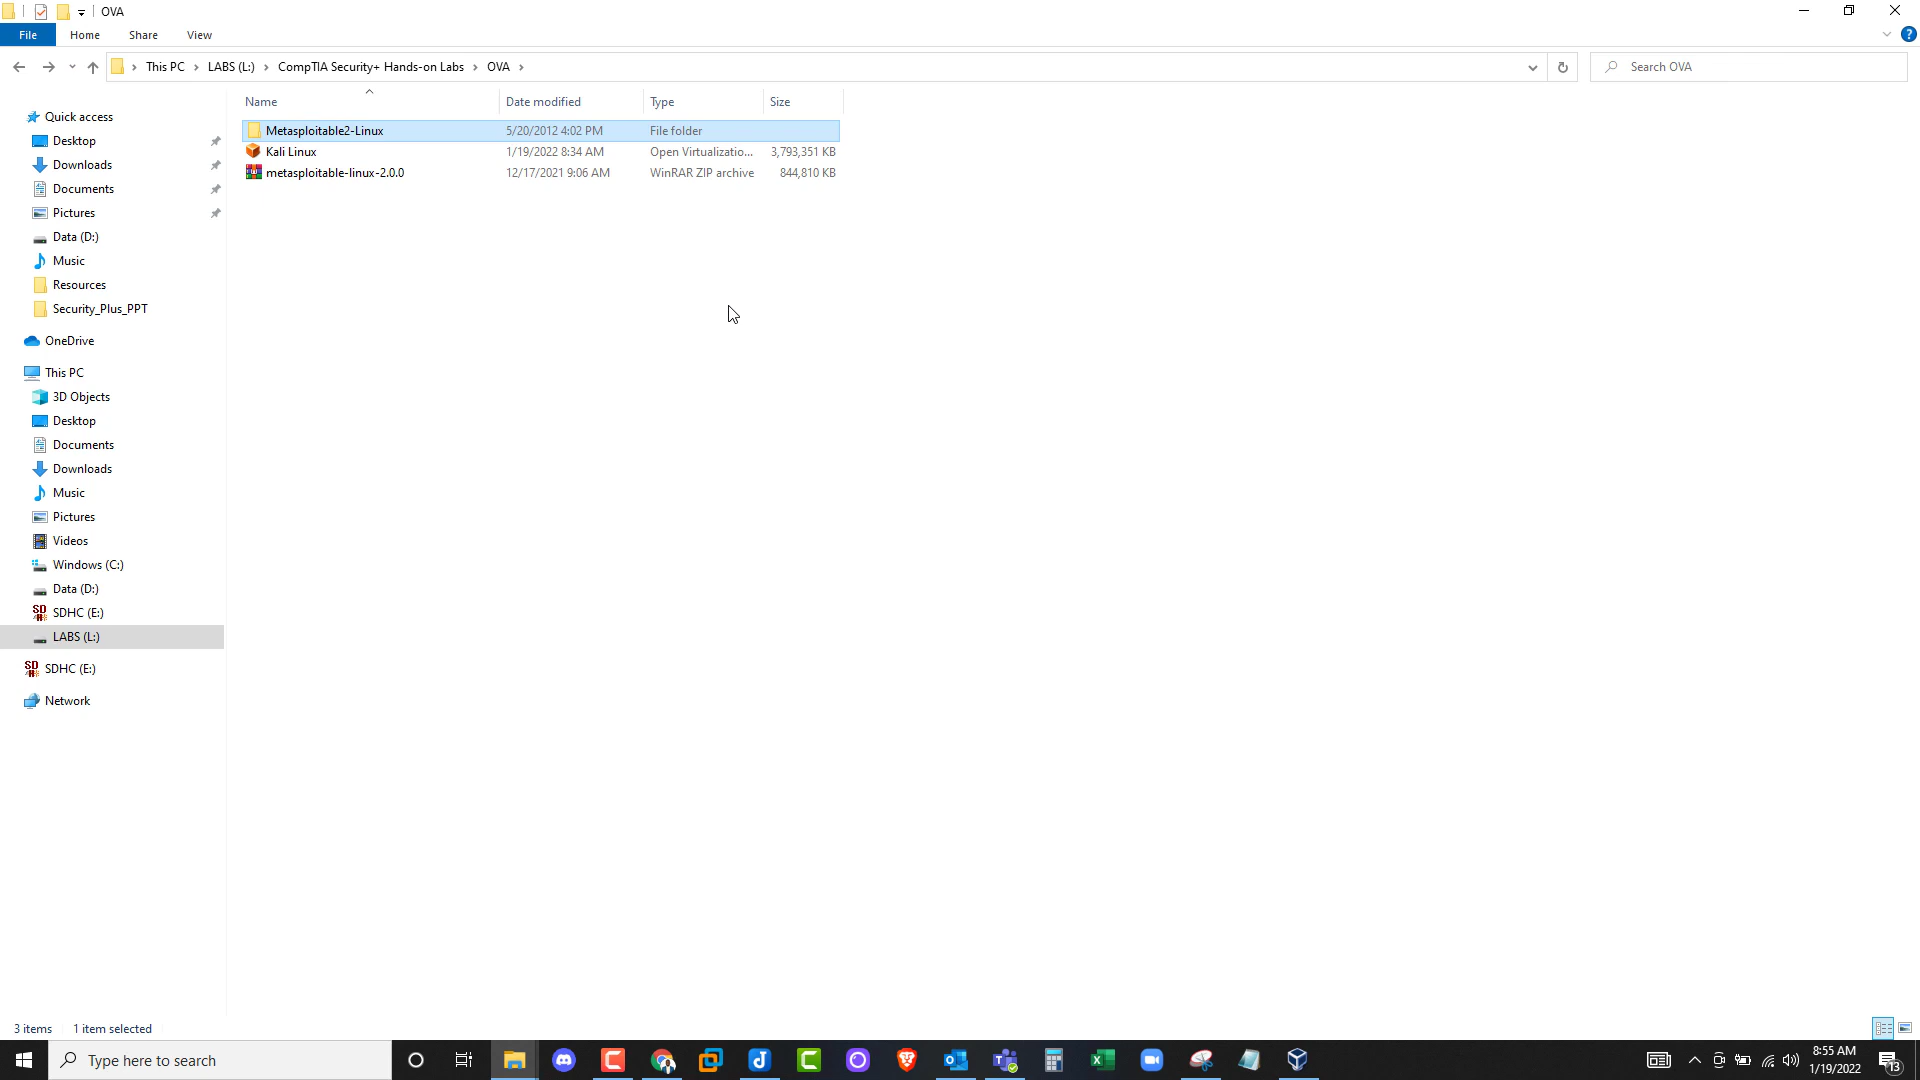 OVA
File Home Share View
This PC LABS (L:) CompTIA Security+ Hands-on Labs OVA
Search OVA
Name Date modified Type Size
Metasploitable2-Linux 5/20/2012 4:02 PM File folder
Kali Linux 1/19/2022 8:34 AM Open Virtualizatio... 3,793,351 KB
metasploitable-linux-2.0.0 12/17/2021 9:06 AM WinRAR ZIP archive 844,810 KB
Quick access
Desktop
Downloads
Documents
Pictures
Data (D:)
Music
Resources
Security_Plus_PPT
OneDrive
This PC
3D Objects
Desktop
Documents
Downloads
Music
Pictures
Videos
Windows (C:)
Data (D:)
SDHC (E:)
LABS (L:)
SDHC (E:)
Network
3 items 1 item selected
Type here to search
8:55 AM
1/19/2022
13